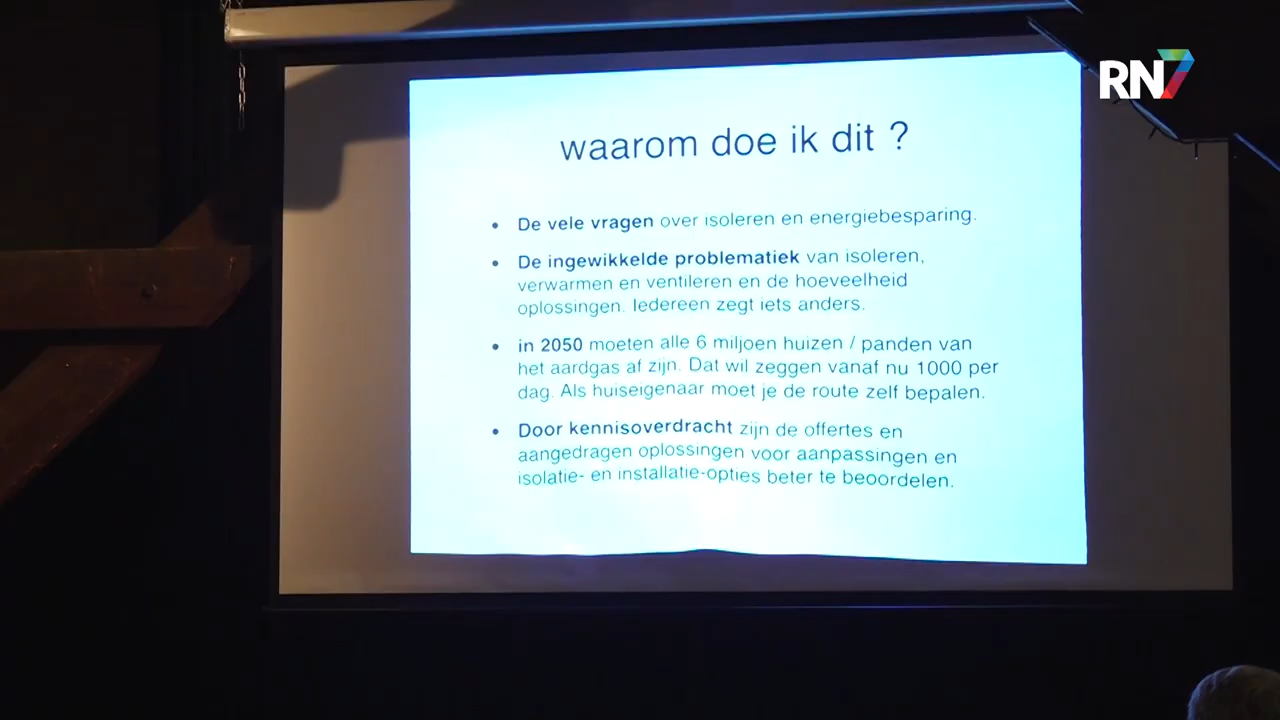 RN7
waarom doe ik dit ?
• De vele vragen over isoleren en energiebesparing.
• De ingewikkelde problematiek van isoleren,
verwarmen en ventileren en de hoeveelheid
oplossingen. Iedereen zegt iets anders.
• in 2050 moeten alle 6 miljoen huizen / panden van
het aardgas af zijn. Dat wil zeggen vanaf nu 1000 per
dag. Als huiseigenaar moet je de route zelf bepalen.
• Door kennisoverdracht zijn de offertes en
aangedragen oplossingen voor aanpassingen en
isolatie- en installatie-opties beter te beoordelen.